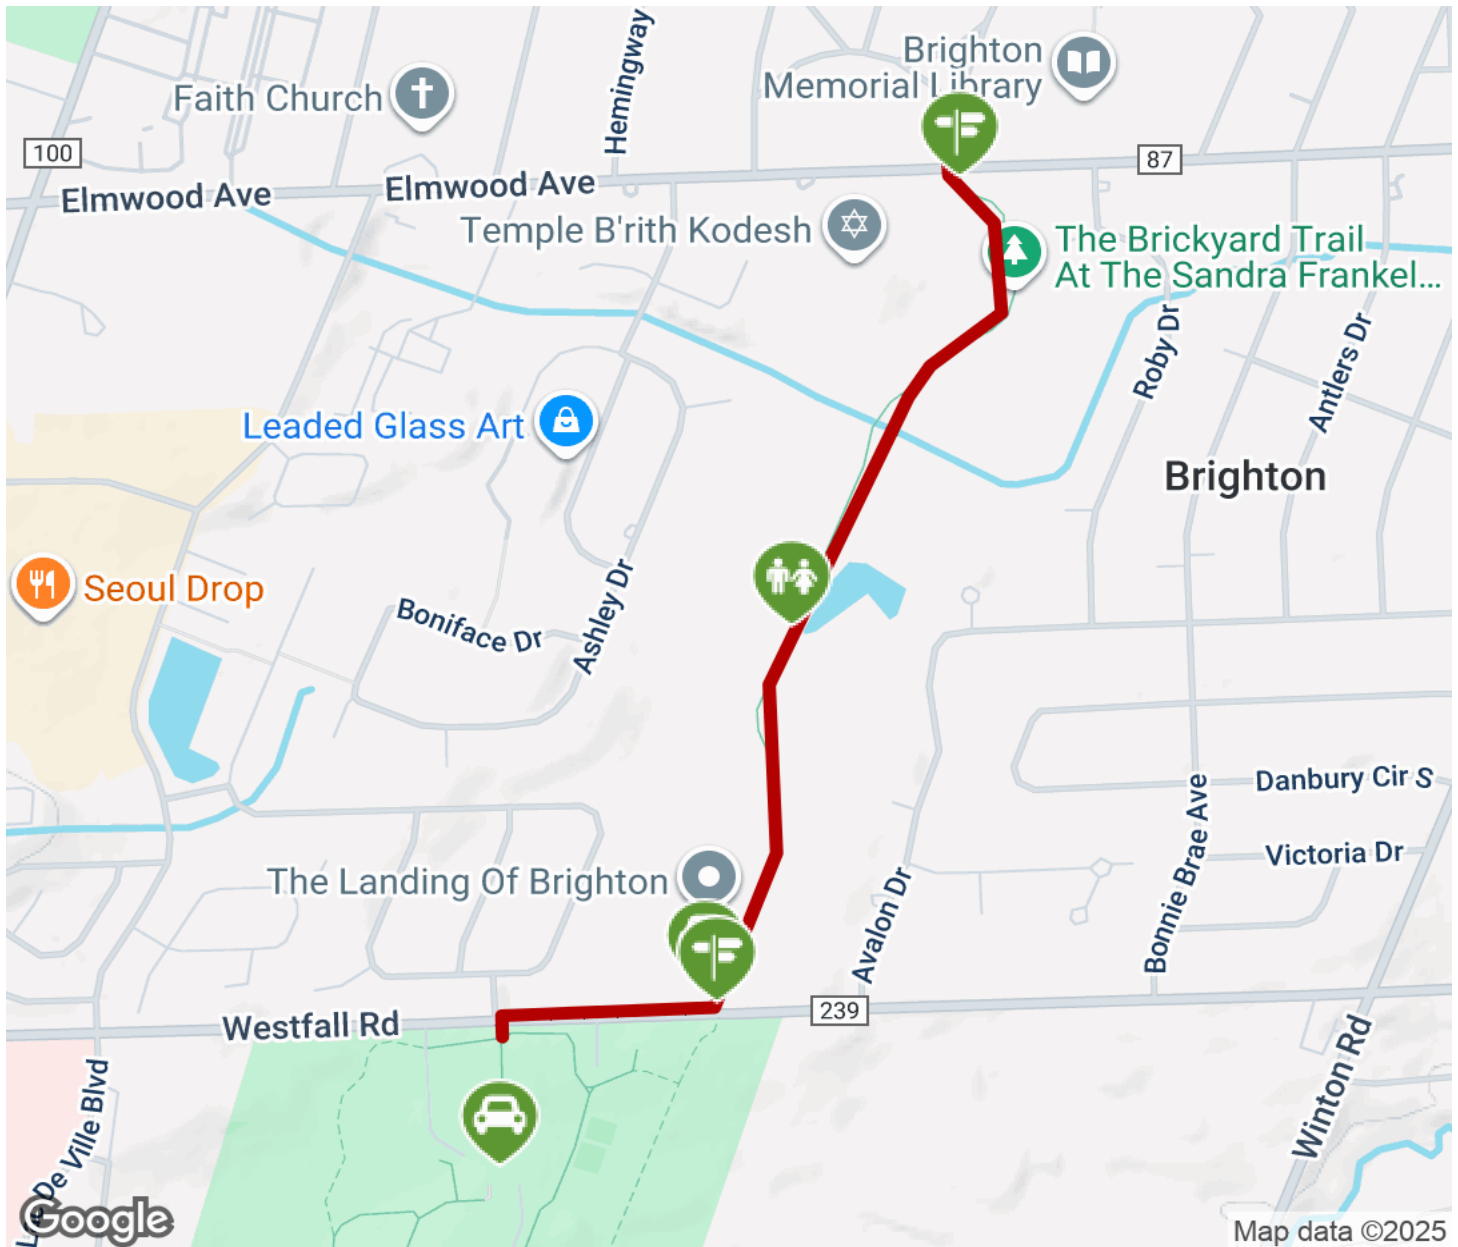 Brighton
Memorial Library
Hemingway
Faith Church
100
87
Elmwood Ave
Elmwood Ave
Temple B'rith Kodesh
The Brickyard Trail
At The Sandra Frankel...
Roby Dr
Antlers Dr
Leaded Glass Art
Brighton
Seoul Drop
Boniface Dr
Ashley Dr
Danbury Cir S
Bonnie Brae Ave
Victoria Dr
The Landing Of Brighton
Avalon Dr
239
Westfall Rd
Winton Rd
De Ville Blvd
Google
Map data ©2025